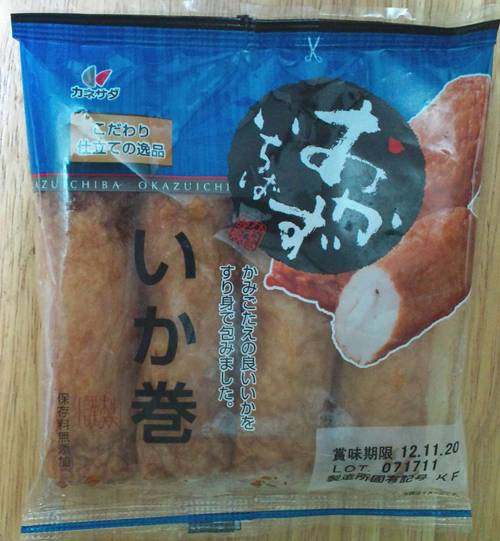 カネサダ
こだわり
仕立ての逸品
おかず
いちば
AZUICHIBA OKAZUICHI
いか巻
かみごたえの良いいかを
すり身で包みました。
保存料無添加
賞味期限 12.11.20
LOT 071711
製造所固有記号 KF